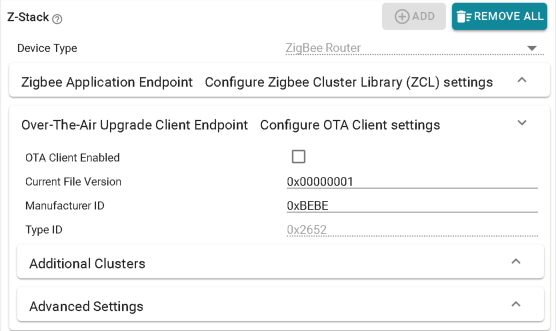 Z-Stack ADD REMOVE ALL
Device Type ZigBee Router
Zigbee Application Endpoint Configure Zigbee Cluster Library (ZCL) settings
Over-The-Air Upgrade Client Endpoint Configure OTA Client settings
OTA Client Enabled
Current File Version 0x00000001
Manufacturer ID 0xBEBE
Type ID 0x2652
Additional Clusters
Advanced Settings